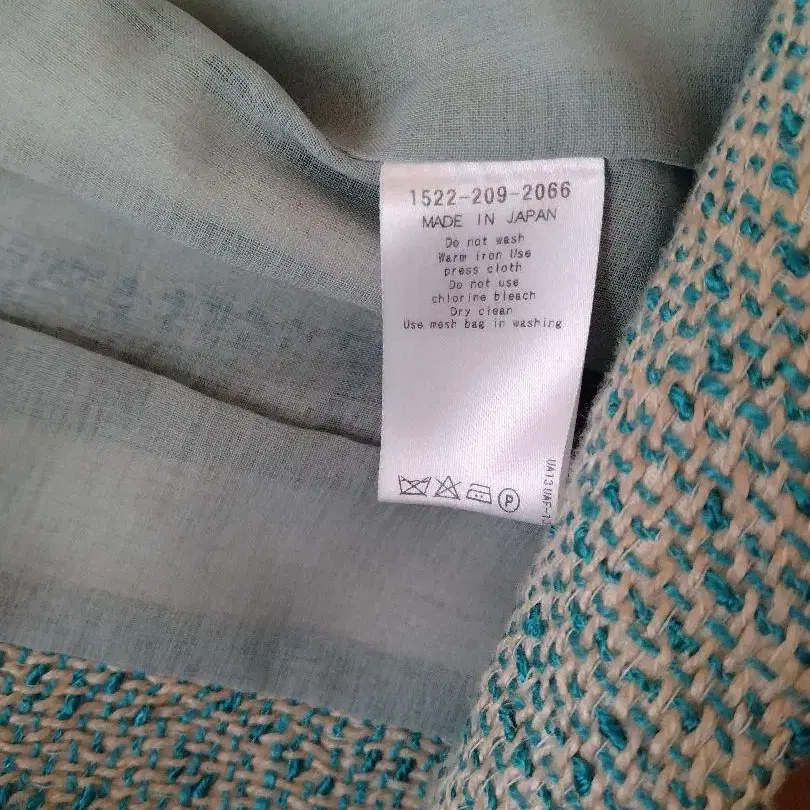 1522-209-2066
MADE IN JAPAN
Do not wash
Warm iron Use
press cloth
Do not use
chlorine bleach
Dry clean
Use mesh bag in washing
P